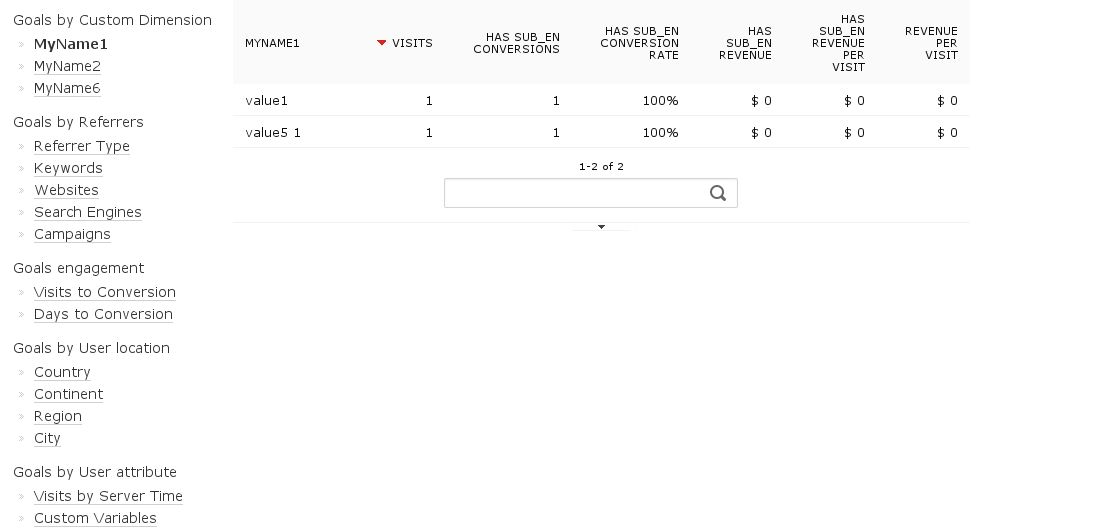 Goals by Custom Dimension
» MyName1
» MyName2
» MyName6
Goals by Referrers
» Referrer Type
» Keywords
» Websites
» Search Engines
» Campaigns
Goals engagement
» Visits to Conversion
» Days to Conversion
Goals by User location
» Country
» Continent
» Region
» City
Goals by User attribute
» Visits by Server Time
» Custom Variables
MYNAME1
VISITS
HAS SUB_EN
CONVERSIONS
HAS SUB_EN
CONVERSION
RATE
HAS
SUB_EN
REVENUE
HAS
SUB_EN
REVENUE
PER
VISIT
REVENUE
PER
VISIT
value1 1 1 100% $ 0 $ 0 $ 0
value5 1 1 1 100% $ 0 $ 0 $ 0
1-2 of 2